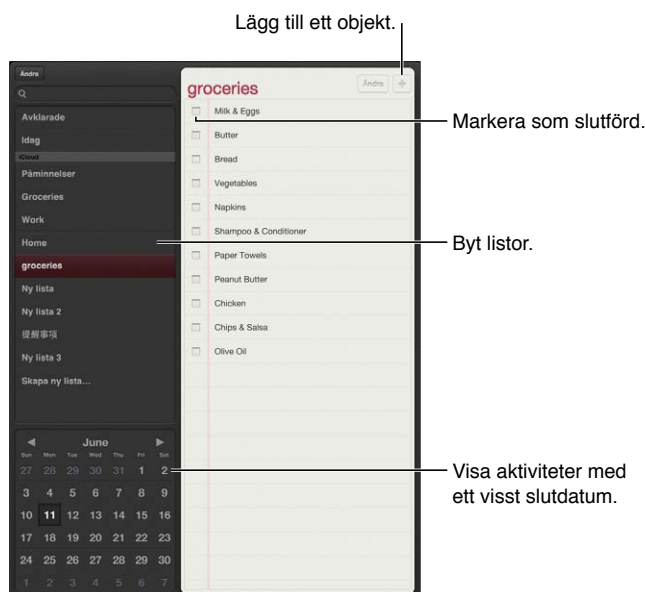 Lägg till ett objekt.
Ändra
Avklarade
Idag
iCloud
Påminnelser
Groceries
Work
Home
groceries
Ny lista
Ny lista 2
提醒事项
Ny lista 3
Skapa ny lista...
June
Sun Mon Tue Wed Thu Fri Sat
27 28 29 30 31 1 2
3 4 5 6 7 8 9
10 11 12 13 14 15 16
17 18 19 20 21 22 23
24 25 26 27 28 29 30
1 2 3 4 5 6 7
groceries
Ändra +
Milk & Eggs
Butter
Bread
Vegetables
Napkins
Shampoo & Conditioner
Paper Towels
Peanut Butter
Chicken
Chips & Salsa
Olive Oil
Markera som slutförd.
Byt listor.
Visa aktiviteter med
ett visst slutdatum.